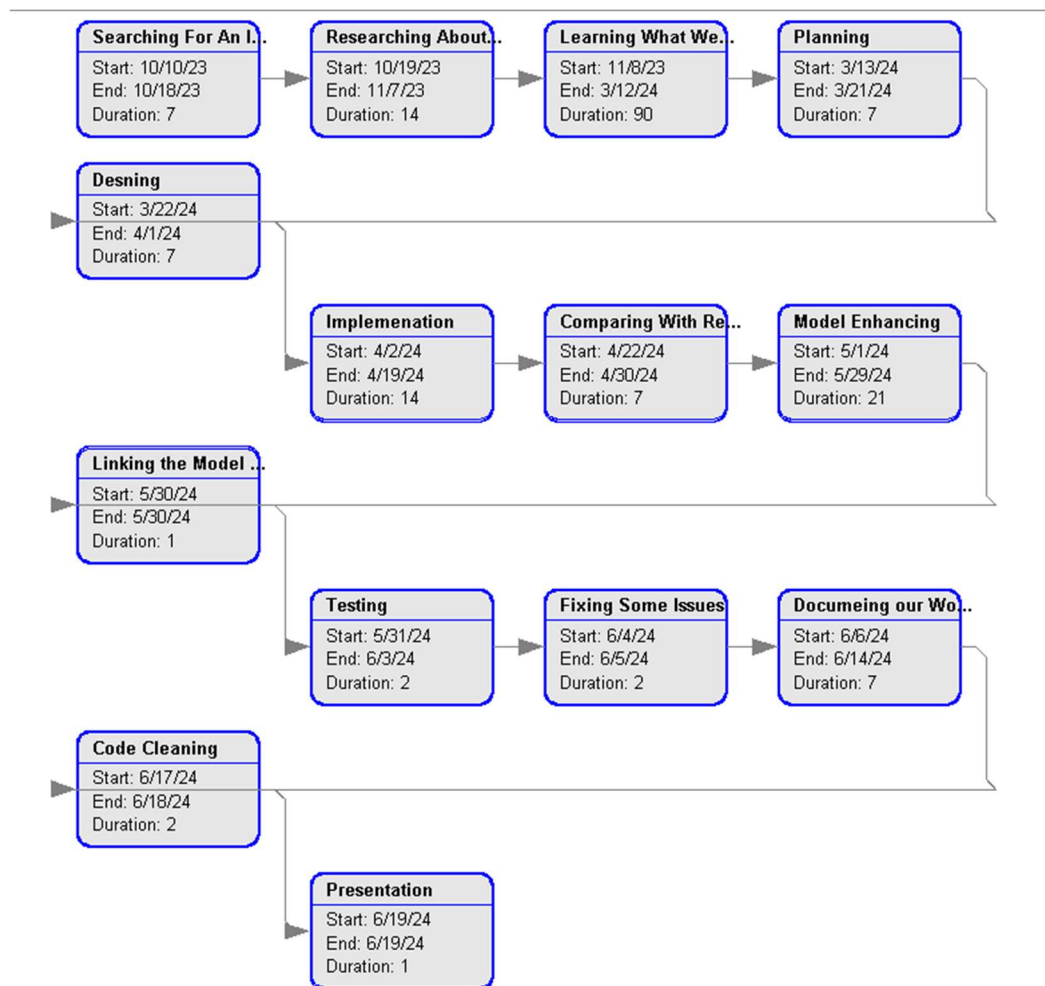 Searching For An I...
Start: 10/10/23
End: 10/18/23
Duration: 7
Researching About...
Start: 10/19/23
End: 11/7/23
Duration: 14
Learning What We...
Start: 11/8/23
End: 3/12/24
Duration: 90
Planning
Start: 3/13/24
End: 3/21/24
Duration: 7
Desning
Start: 3/22/24
End: 4/1/24
Duration: 7
Implemenation
Start: 4/2/24
End: 4/19/24
Duration: 14
Comparing With Re...
Start: 4/22/24
End: 4/30/24
Duration: 7
Model Enhancing
Start: 5/1/24
End: 5/29/24
Duration: 21
Linking the Model ...
Start: 5/30/24
End: 5/30/24
Duration: 1
Testing
Start: 5/31/24
End: 6/3/24
Duration: 2
Fixing Some Issues
Start: 6/4/24
End: 6/5/24
Duration: 2
Documeing our Wo...
Start: 6/6/24
End: 6/14/24
Duration: 7
Code Cleaning
Start: 6/17/24
End: 6/18/24
Duration: 2
Presentation
Start: 6/19/24
End: 6/19/24
Duration: 1